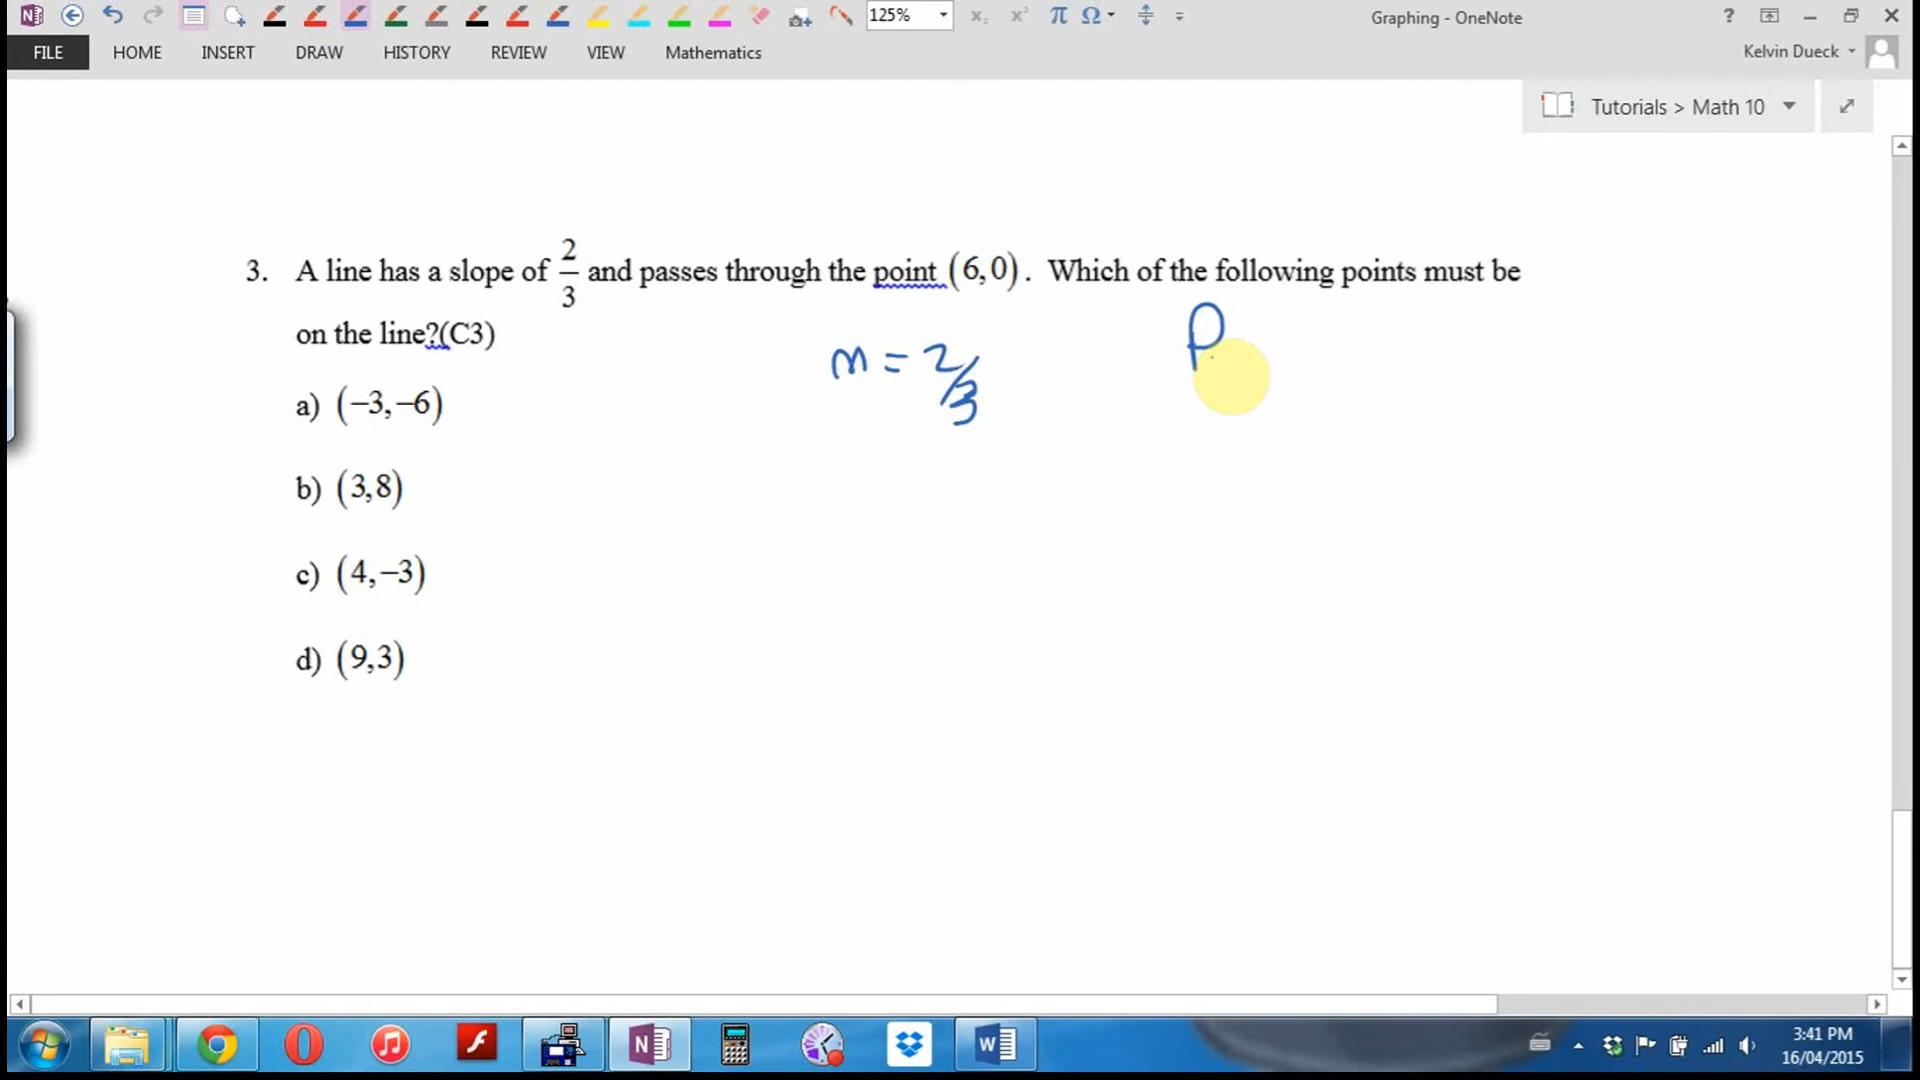 125% x₂ x² π Ω Graphing - OneNote ?
Kelvin Dueck
FILE HOME INSERT DRAW HISTORY REVIEW VIEW Mathematics
Tutorials > Math 10
3. A line has a slope of 2/3 and passes through the point (6,0). Which of the following points must be
on the line?(C3)
m = 2/3
P
a) (−3,−6)
b) (3,8)
c) (4,−3)
d) (9,3)
3:41 PM
16/04/2015